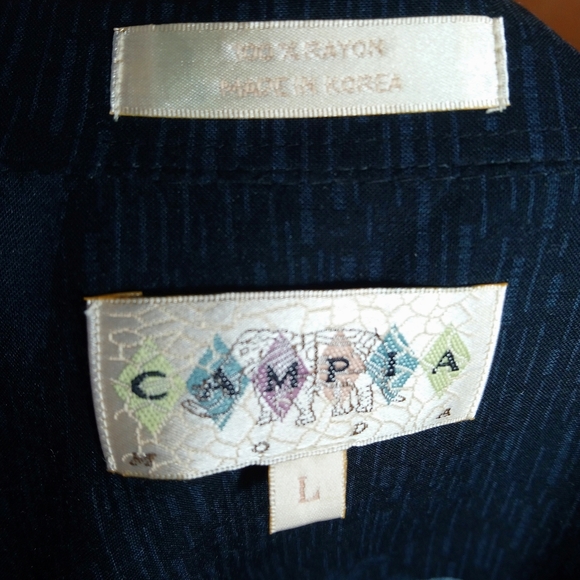 100% RAYON
MADE IN KOREA
CAMPIA
MODA
L